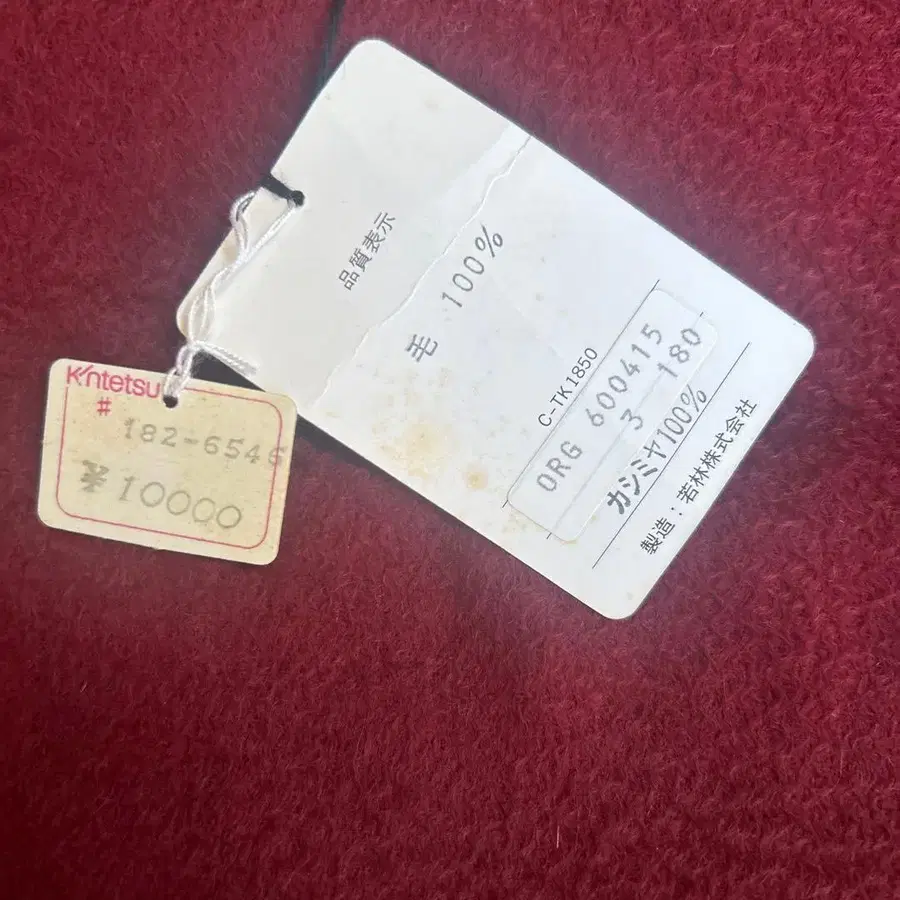 Kintetsu
#
182-6546
¥10000
品質表示
毛 100%
C-TK1850
ORG 600415
3 180
カシミヤ100%
製造：若林株式会社